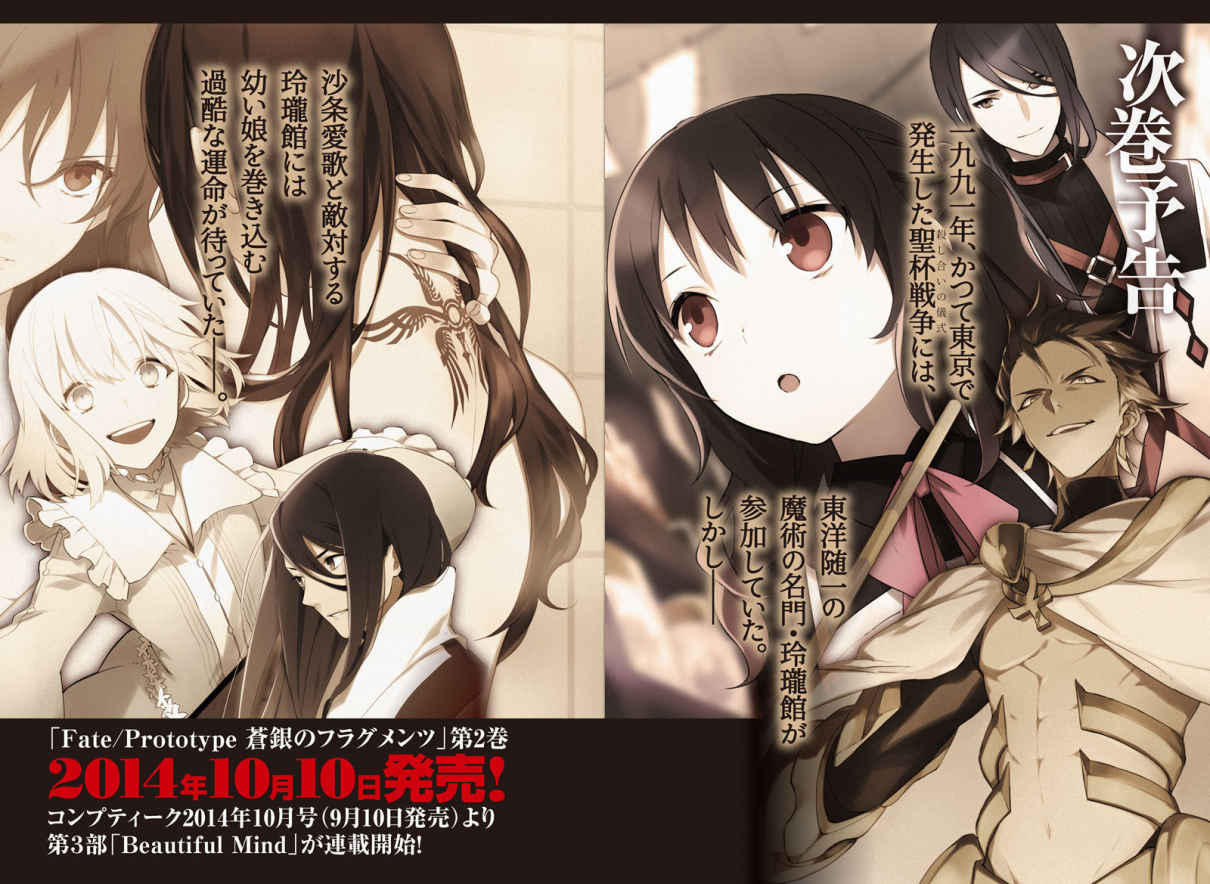 次巻予告
一九九一年、かつて東京で
発生した聖杯戦争には、
殺し合いの儀式
東洋随一の
魔術の名門・玲瓏館が
参加していた。
しかし――
沙条愛歌と敵対する
玲瓏館には
幼い娘を巻き込む
過酷な運命が待っていた――。
「Fate/Prototype 蒼銀のフラグメンツ」第2巻
2014年10月10日発売!
コンプティーク2014年10月号(9月10日発売)より
第3部「Beautiful Mind」が連載開始!